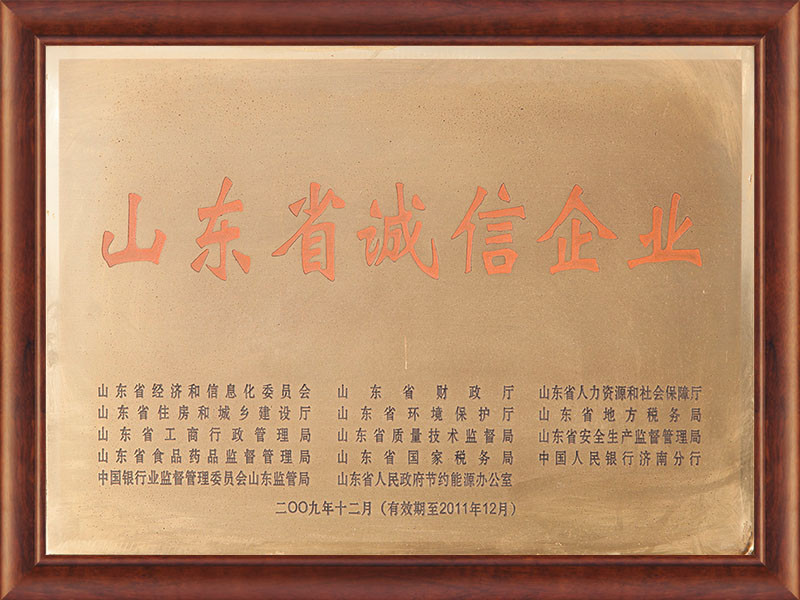 山东省诚信企业
山东省经济和信息化委员会 山东省财政厅 山东省人力资源和社会保障厅
山东省住房和城乡建设厅 山东省环境保护厅 山东省地方税务局
山东省工商行政管理局 山东省质量技术监督局 山东省安全生产监督管理局
山东省食品药品监督管理局 山东省国家税务局 中国人民银行济南分行
中国银行业监督管理委员会山东监管局 山东省人民政府节约能源办公室
二〇〇九年十二月（有效期至2011年12月）